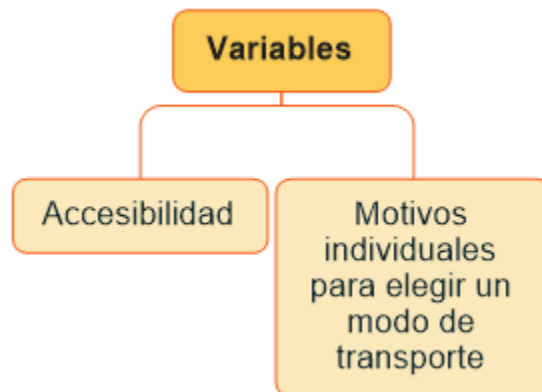 Variables
Accesibilidad
Motivos
individuales
para elegir un
modo de
transporte